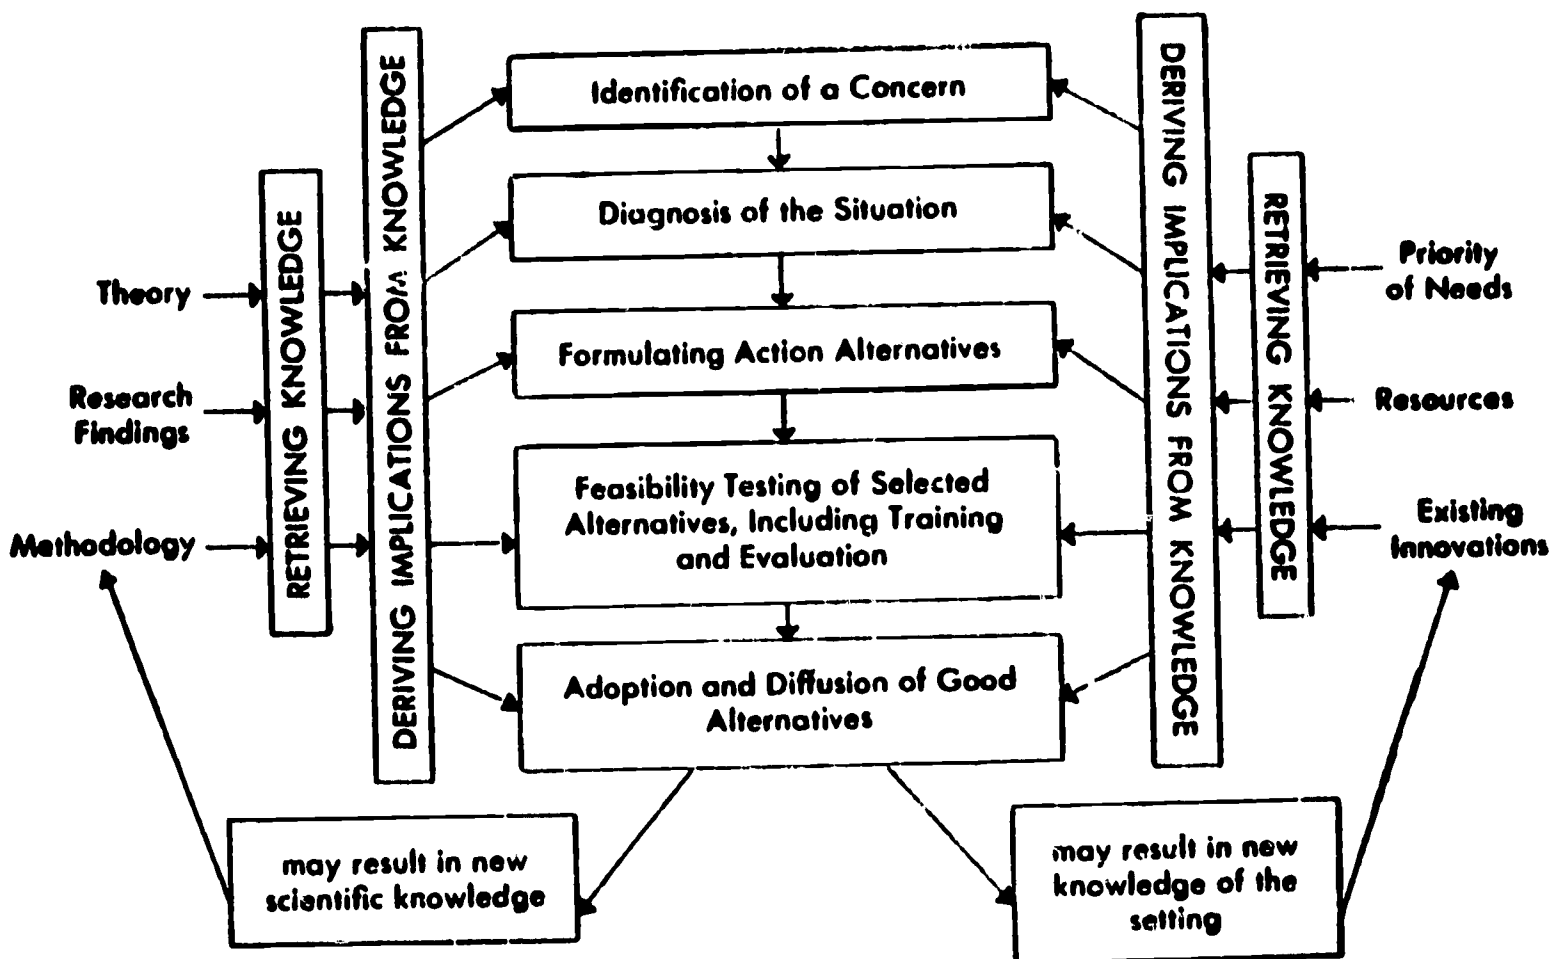 Theory
Research
Findings
Methodology
RETRIEVING KNOWLEDGE
DERIVING IMPLICATIONS FROM KNOWLEDGE
Identification of a Concern
Diagnosis of the Situation
Formulating Action Alternatives
Feasibility Testing of Selected
Alternatives, Including Training
and Evaluation
Adoption and Diffusion of Good
Alternatives
DERIVING IMPLICATIONS FROM KNOWLEDGE
RETRIEVING KNOWLEDGE
Priority
of Needs
Resources
Existing
Innovations
may result in new
scientific knowledge
may result in new
knowledge of the
setting